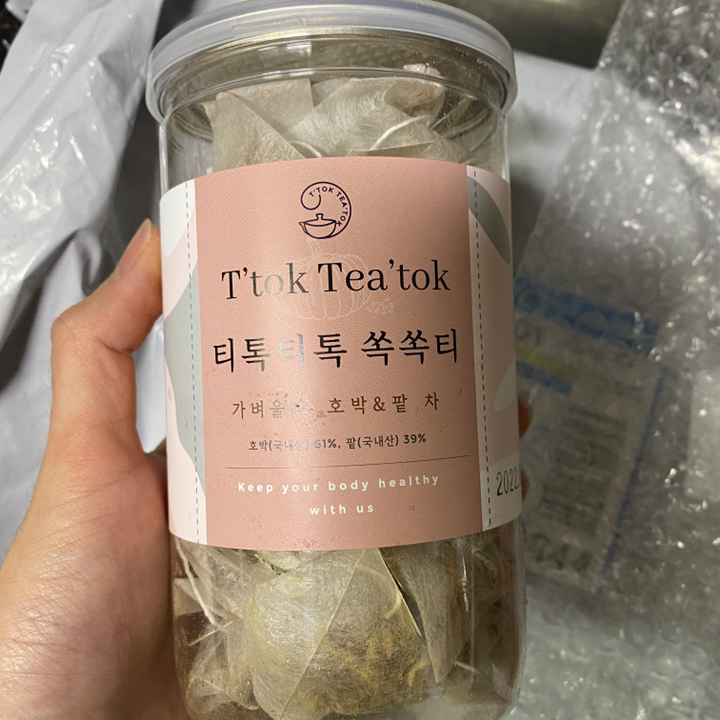 T'TOK TEA'TOK
T'tok Tea'tok
티톡티톡 쏙쏙티
가벼울 호박&팥 차
호박(국내산) 61%, 팥(국내산) 39%
Keep your body healthy
with us